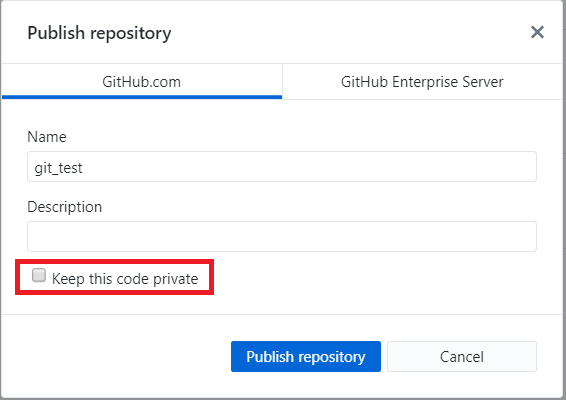 Publish repository
GitHub.com
GitHub Enterprise Server
Name
git_test
Description
Keep this code private
Publish repository
Cancel